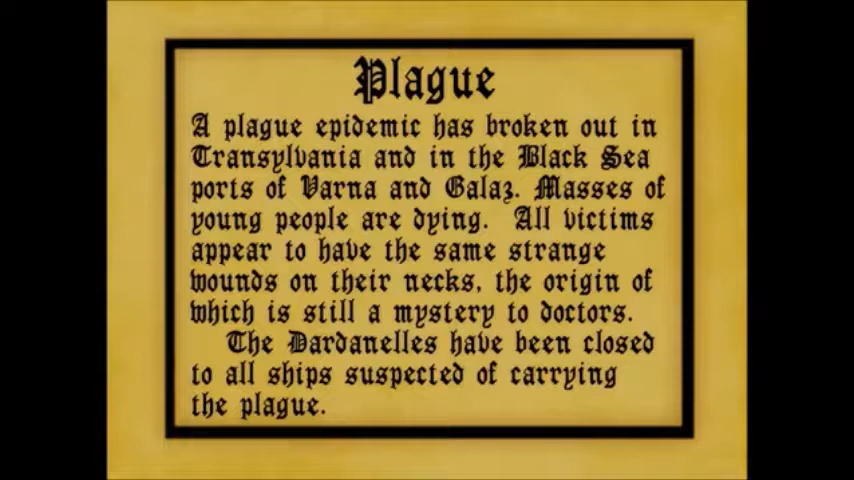 Plague
A plague epidemic has broken out in
Transylvania and in the Black Sea
ports of Varna and Galaz. Masses of
young people are dying. All victims
appear to have the same strange
wounds on their necks, the origin of
which is still a mystery to doctors.
The Dardanelles have been closed
to all ships suspected of carrying
the plague.